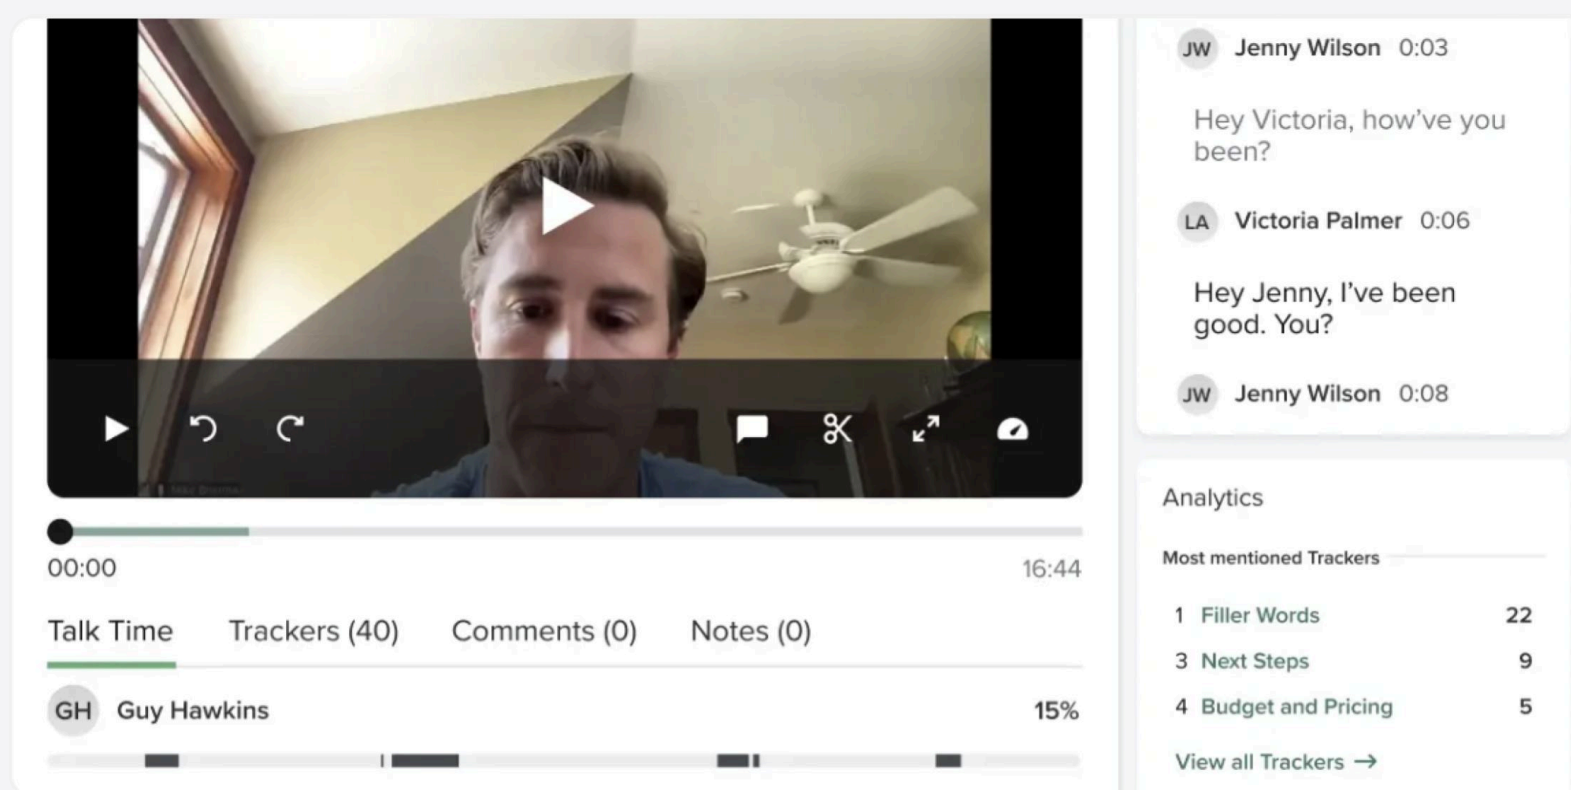 JW Jenny Wilson 0:03
Hey Victoria, how’ve you
been?
LA Victoria Palmer 0:06
Hey Jenny, I’ve been
good. You?
JW Jenny Wilson 0:08
00:00 16:44
Talk Time Trackers (40) Comments (0) Notes (0)
GH Guy Hawkins 15%
Analytics
Most mentioned Trackers
1 Filler Words 22
3 Next Steps 9
4 Budget and Pricing 5
View all Trackers →